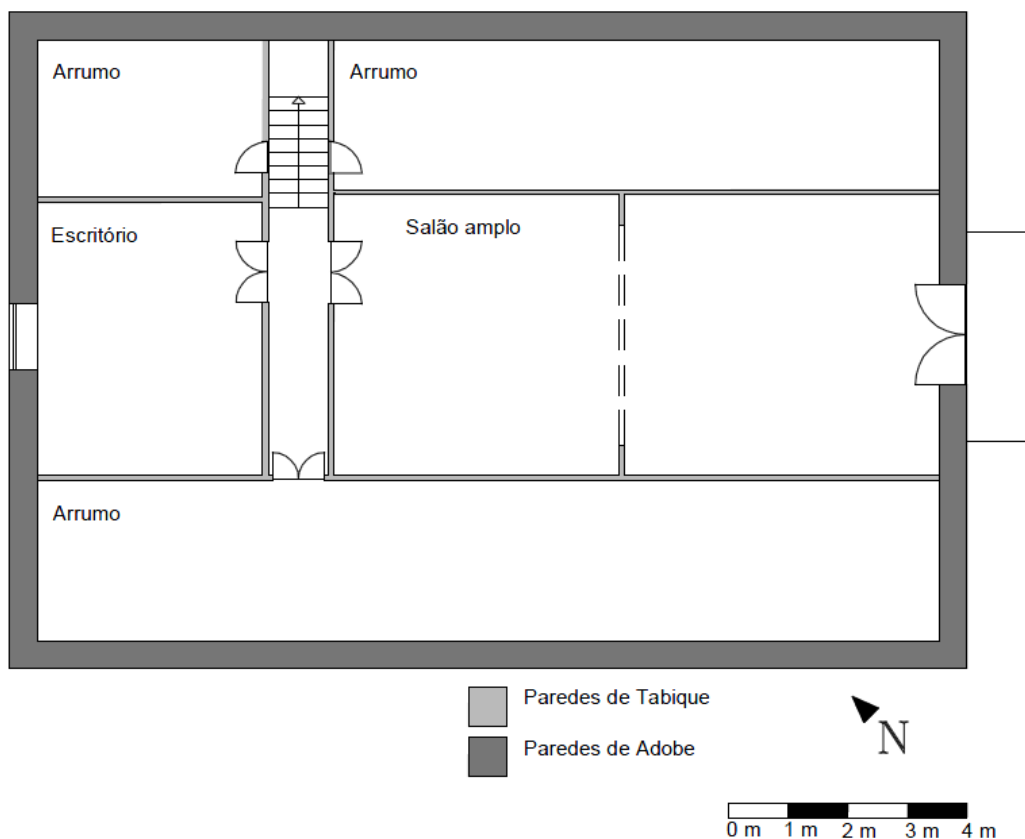 Arrumo
Arrumo
Escritório
Salão amplo
Arrumo
Paredes de Tabique
Paredes de Adobe
N
0 m 1 m 2 m 3 m 4 m